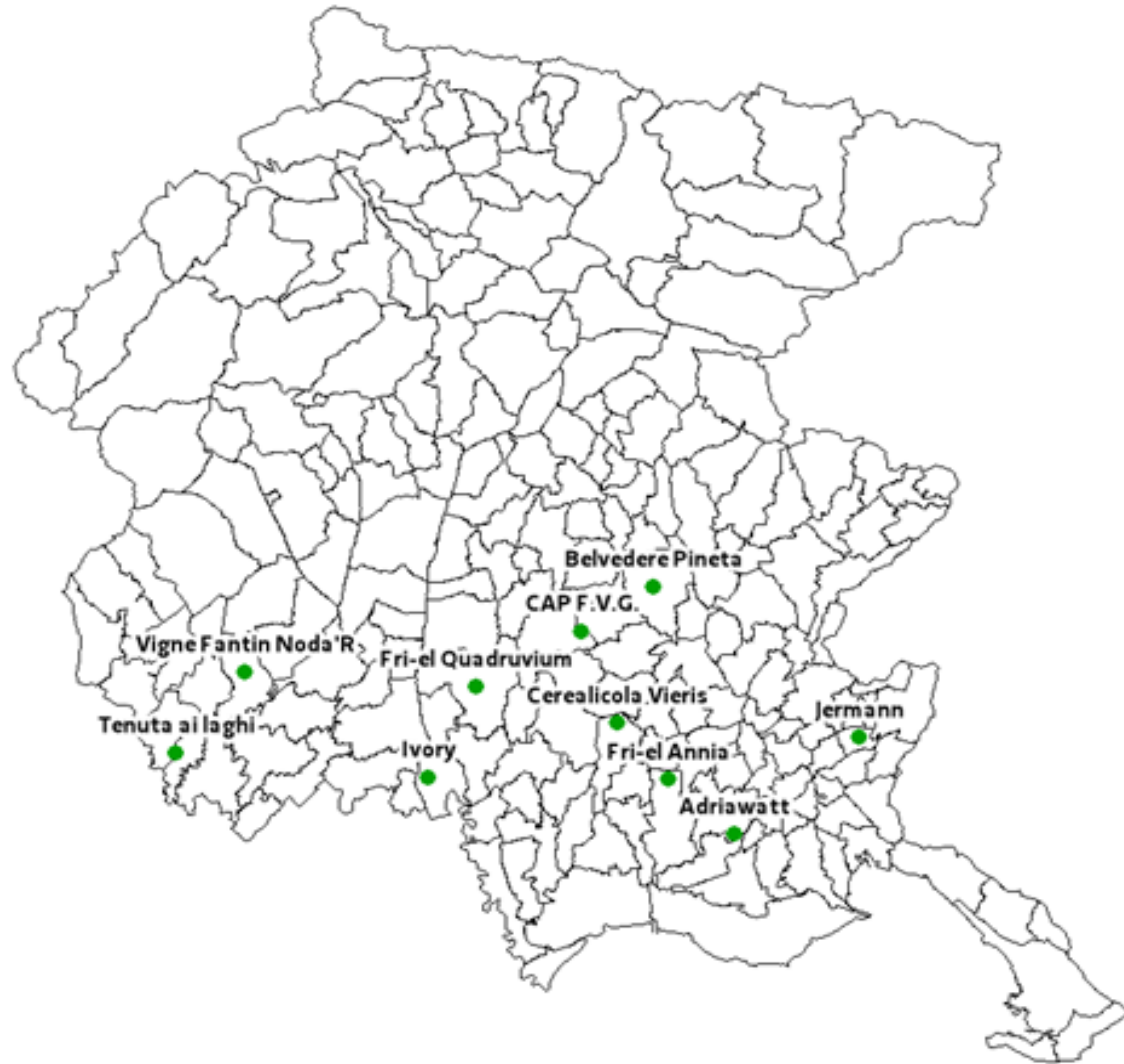 Belvedere Pineta
CAP F.V.G.
Vigne Fantin Noda'R
Fri-el Quadruvium
Cerealicola Vieris
Jermann
Tenuta ai laghi
Ivory
Fri-el Annia
Adriawatt